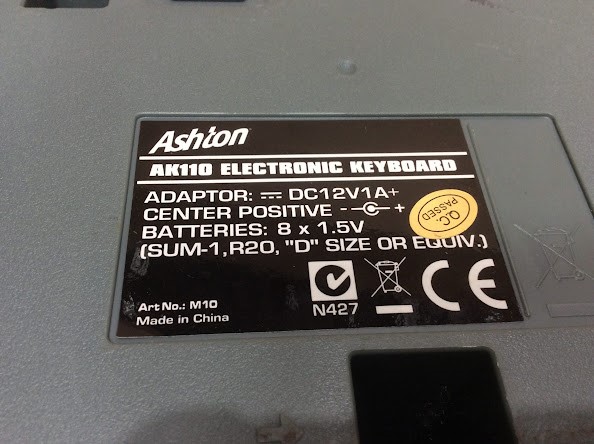 Ashton
AK110 ELECTRONIC KEYBOARD
ADAPTOR: ⎓ DC12V1A+
CENTER POSITIVE - +
BATTERIES: 8 x 1.5V
(SUM-1,R20, "D" SIZE OR EQUIV.)
Q.C.
PASSED
N427
CE
Art No.: M10
Made in China